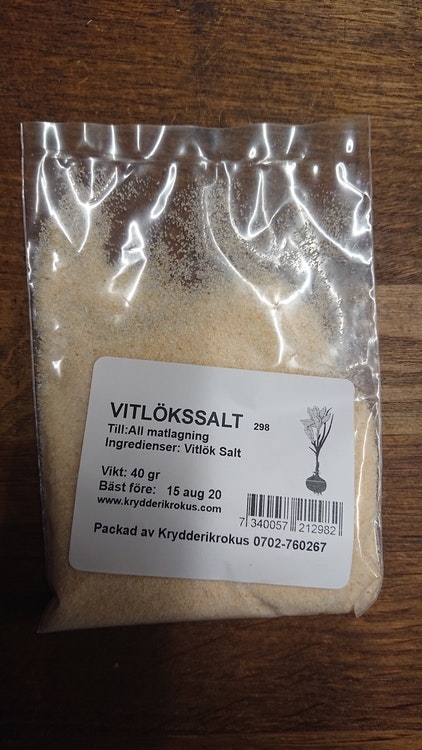 VITLÖKSSALT 298
Till:All matlagning
Ingredienser: Vitlök Salt
Vikt: 40 gr
Bäst före: 15 aug 20
www.krydderikrokus.com
7 340057 212982
Packad av Krydderikrokus 0702-760267